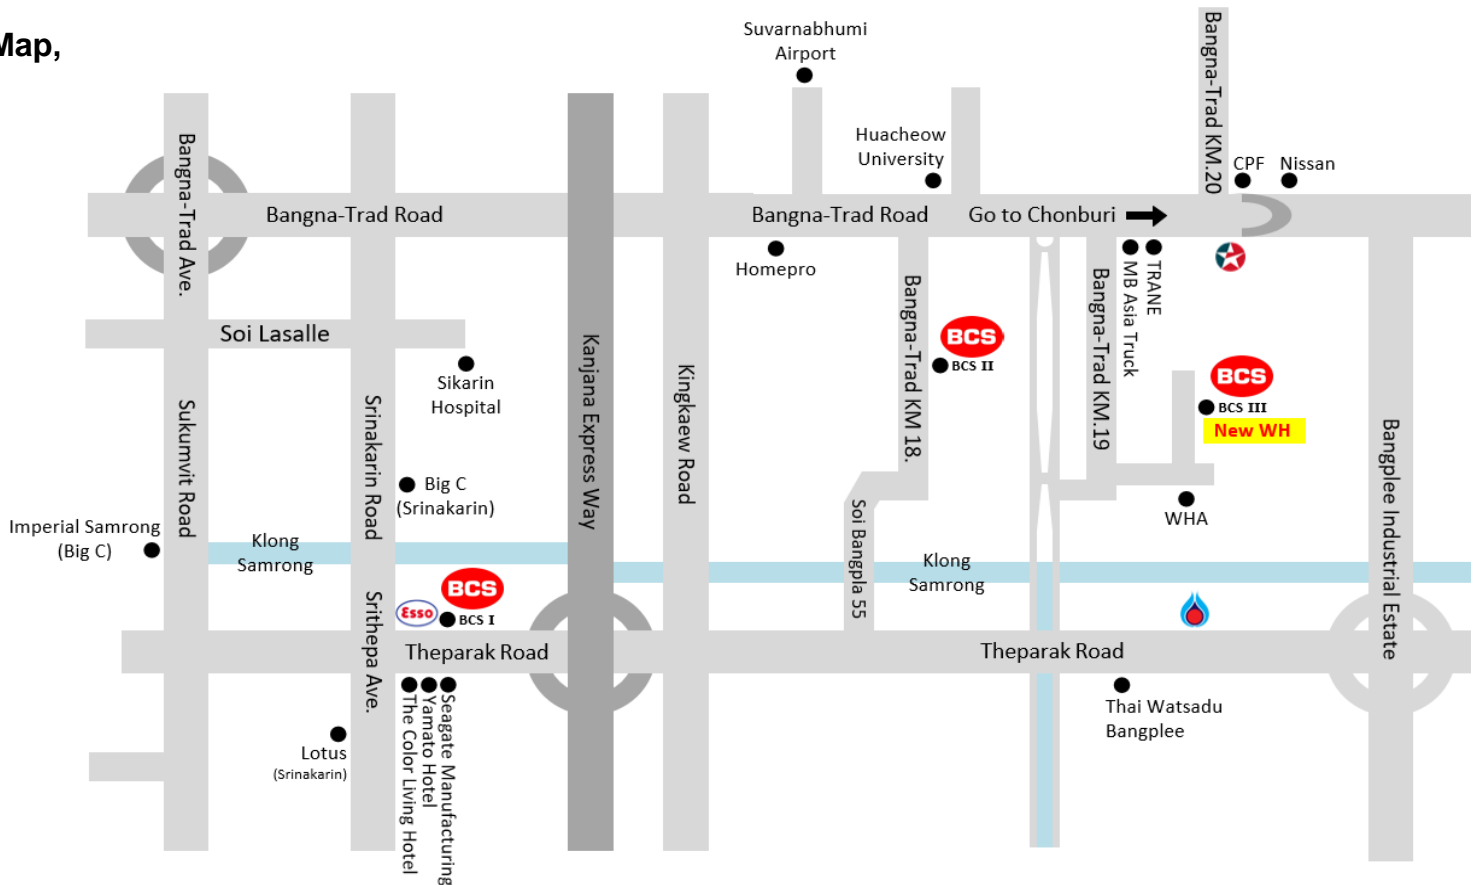 Map,
Suvarnabhumi
Airport
Bangna-Trad KM.20
Huacheow
University
CPF
Nissan
Bangna-Trad Ave.
Bangna-Trad Road
Bangna-Trad Road
Go to Chonburi
Homepro
MB Asia Truck
TRANE
Soi Lasalle
Sikarin
Hospital
Kanjana Express Way
Kingkaew Road
Bangna-Trad KM 18.
BCS
BCS II
Bangna-Trad KM.19
BCS
BCS III
New WH
Sukumvit Road
Srinakarin Road
Big C
(Srinakarin)
Bangplee Industrial Estate
WHA
Imperial Samrong
(Big C)
Klong
Samrong
Soi Bangpla 55
Klong
Samrong
BCS
Esso
BCS I
Srithepa Ave.
Theparak Road
Theparak Road
The Color Living Hotel
Yamato Hotel
Seagate Manufacturing
Thai Watsadu
Bangplee
Lotus
(Srinakarin)